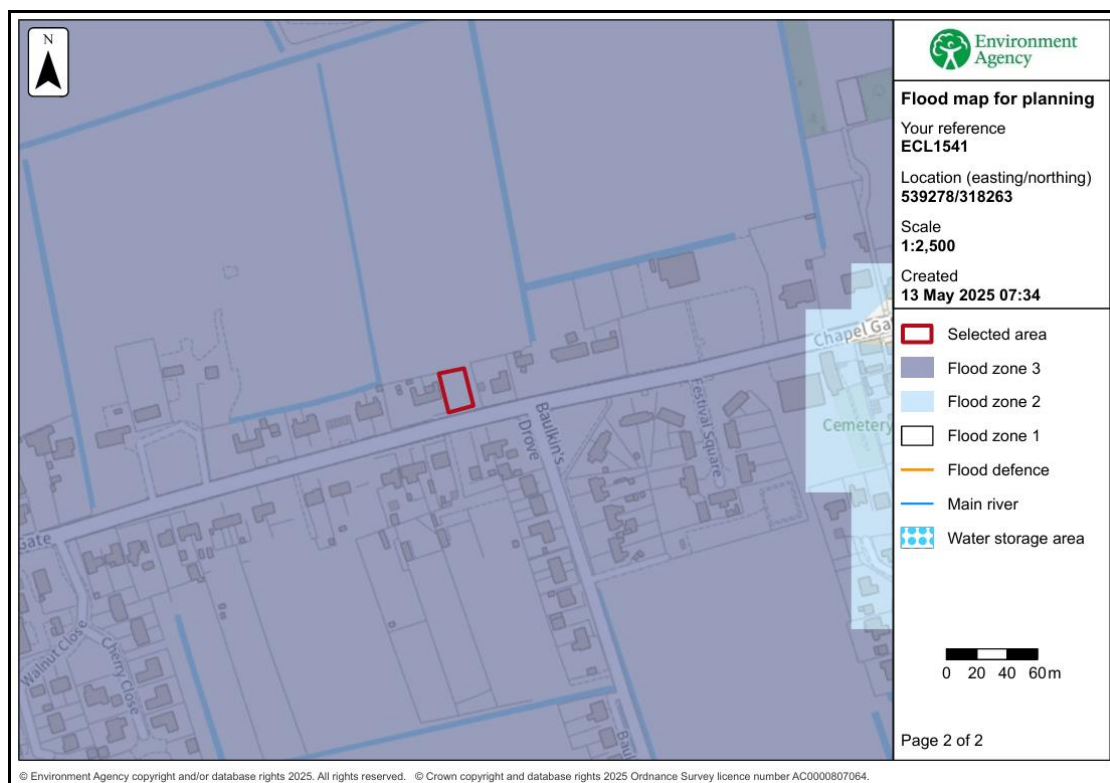 N
Chapel Ga
Baulkin's
Drove
Festival Square
Cemetery
Gate
Walnut Close
Cherry Close
Environment
Agency
Flood map for planning
Your reference
ECL1541
Location (easting/northing)
539278/318263
Scale
1:2,500
Created
13 May 2025 07:34
Selected area
Flood zone 3
Flood zone 2
Flood zone 1
Flood defence
Main river
Water storage area
0 20 40 60m
Page 2 of 2
© Environment Agency copyright and/or database rights 2025. All rights reserved. © Crown copyright and database rights 2025 Ordnance Survey licence number AC0000807064.